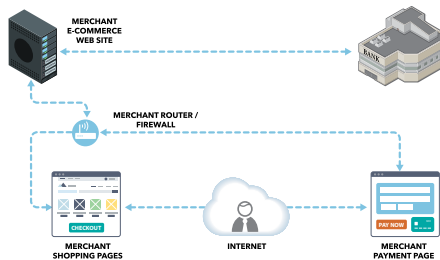 MERCHANT
E-COMMERCE
WEB SITE
BANK
MERCHANT ROUTER /
FIREWALL
CHECKOUT
PAY NOW
MERCHANT
SHOPPING PAGES
INTERNET
MERCHANT
PAYMENT PAGE